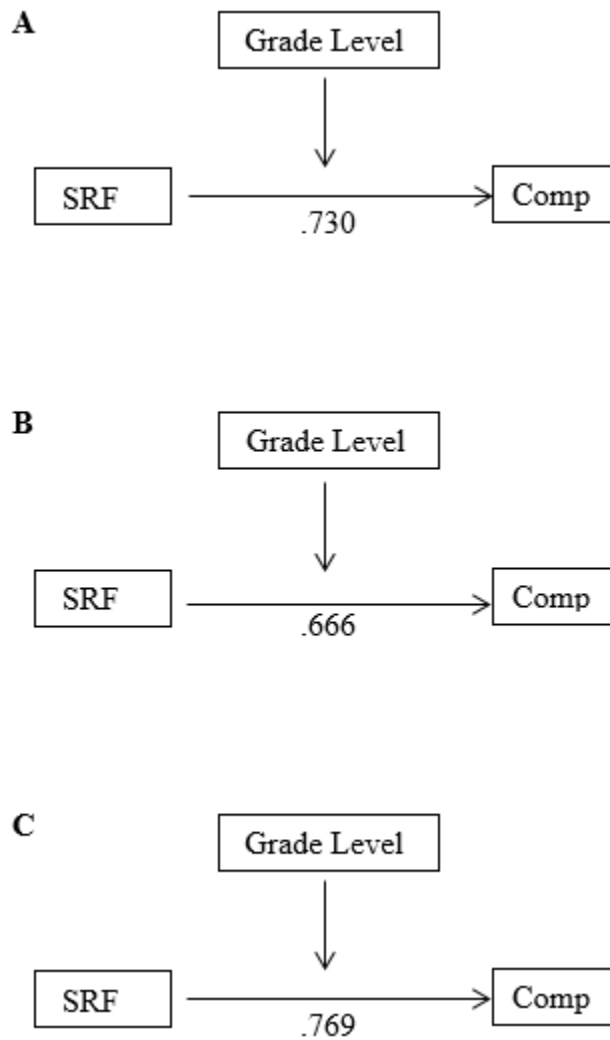 A
Grade Level
SRF
Comp
.730
B
Grade Level
SRF
Comp
.666
C
Grade Level
SRF
Comp
.769